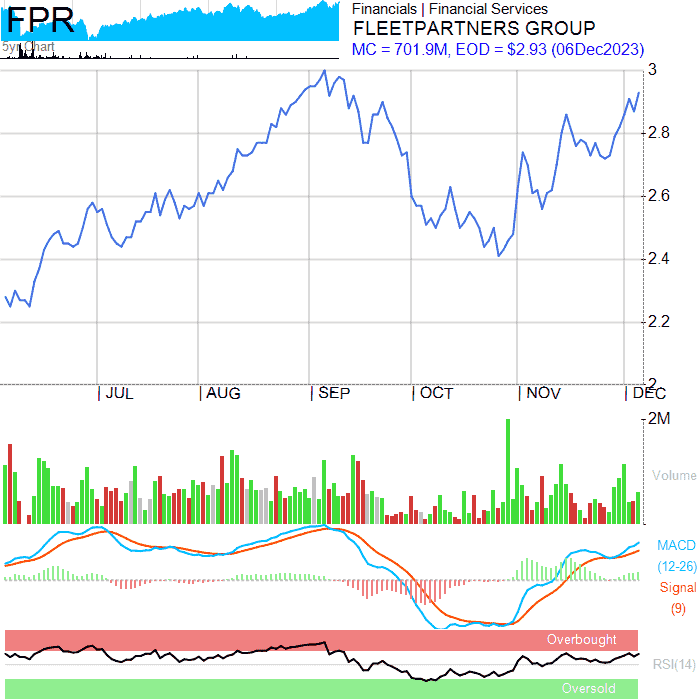 FPR
5yr Chart
Financials | Financial Services
FLEETPARTNERS GROUP
MC = 701.9M, EOD = $2.93 (06Dec2023)
3
2.8
2.6
2.4
2.2
2
JUL
AUG
SEP
OCT
NOV
DEC
2M
Volume
MACD
(12-26)
Signal
(9)
Overbought
RSI(14)
Oversold